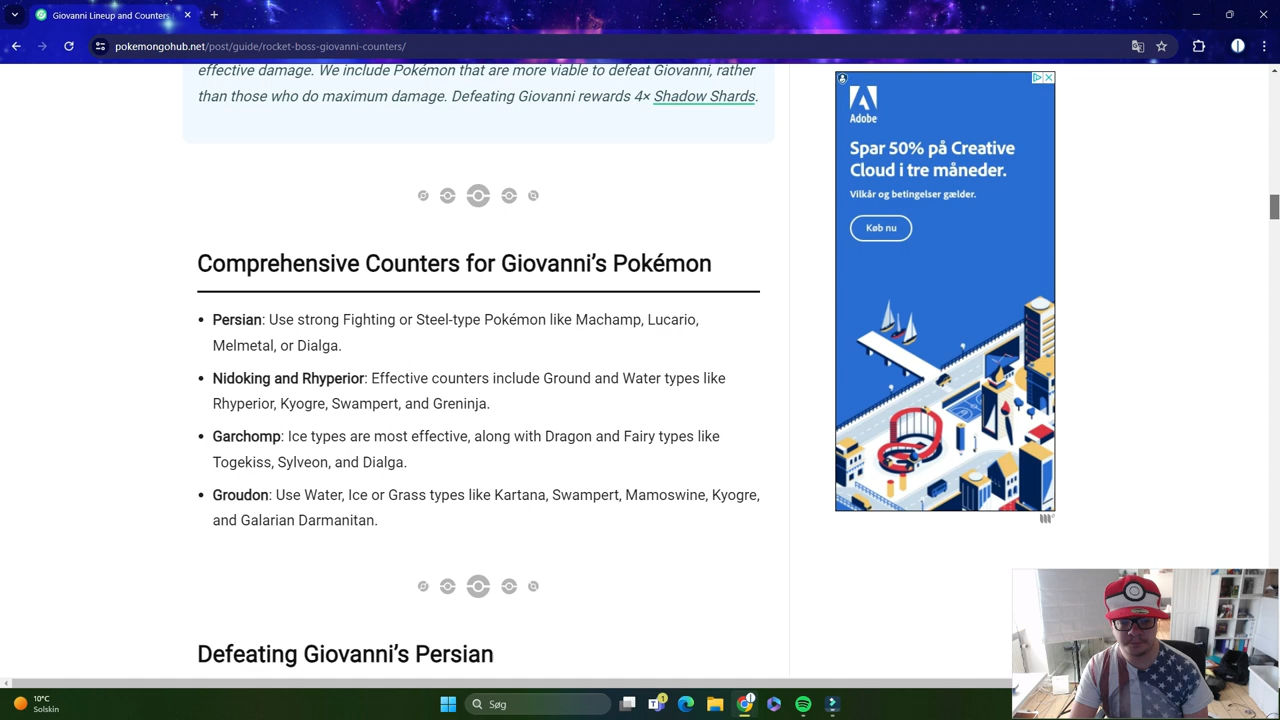 Giovanni Lineup and Counters
pokemongohub.net/post/guide/rocket-boss-giovanni-counters/
effective damage. We include Pokémon that are more viable to defeat Giovanni, rather
than those who do maximum damage. Defeating Giovanni rewards 4× Shadow Shards.
Comprehensive Counters for Giovanni’s Pokémon
• Persian: Use strong Fighting or Steel-type Pokémon like Machamp, Lucario,
Melmetal, or Dialga.
• Nidoking and Rhyperior: Effective counters include Ground and Water types like
Rhyperior, Kyogre, Swampert, and Greninja.
• Garchomp: Ice types are most effective, along with Dragon and Fairy types like
Togekiss, Sylveon, and Dialga.
• Groudon: Use Water, Ice or Grass types like Kartana, Swampert, Mamoswine, Kyogre,
and Galarian Darmanitan.
Defeating Giovanni’s Persian
Adobe
Spar 50% på Creative
Cloud i tre måneder.
Vilkår og betingelser gælder.
Køb nu
10°C
Solskin
Søg
1